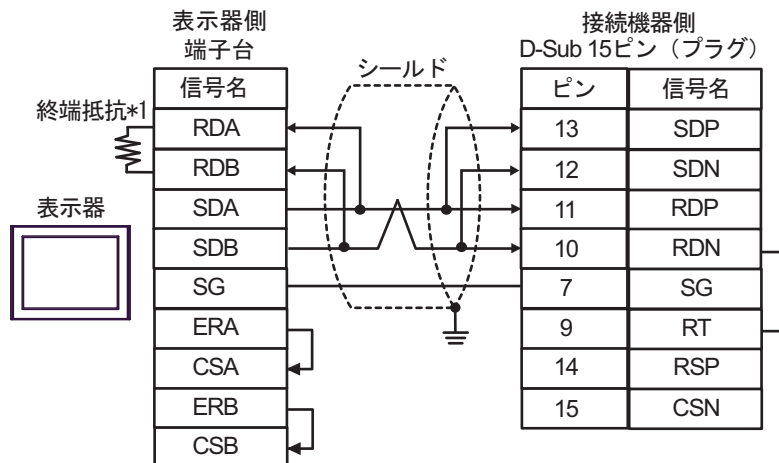 表示器側
端子台
接続機器側
D-Sub 15ピン（プラグ）
シールド
終端抵抗*1
表示器
信号名
RDA
RDB
SDA
SDB
SG
ERA
CSA
ERB
CSB
ピン 信号名
13 SDP
12 SDN
11 RDP
10 RDN
7 SG
9 RT
14 RSP
15 CSN